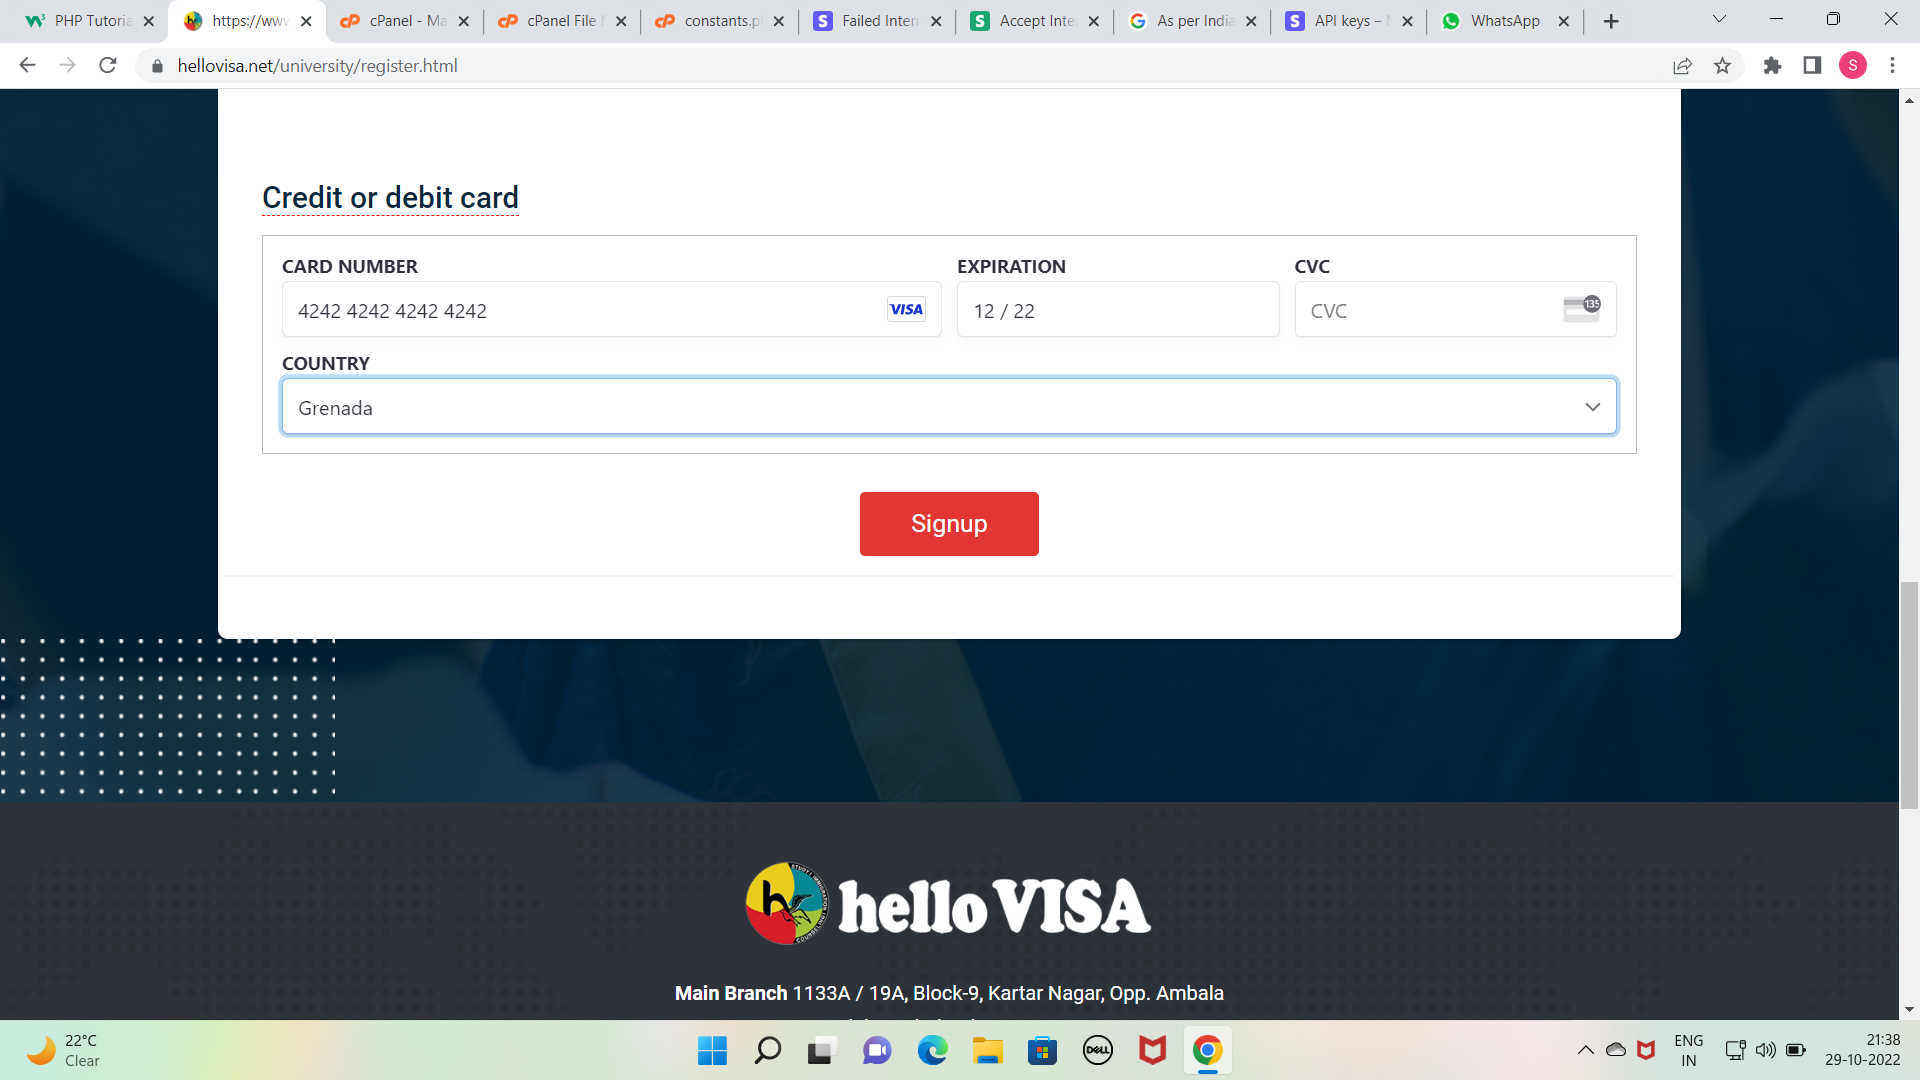 PHP Tutoria
https://www
cPanel - Ma
cPanel File
constants.p
Failed Inter
Accept Inte
As per India
API keys –
WhatsApp
hellovisa.net/university/register.html
S
Credit or debit card
CARD NUMBER
EXPIRATION
CVC
4242 4242 4242 4242
VISA
12 / 22
CVC
135
COUNTRY
Grenada
Signup
hello VISA
Main Branch 1133A / 19A, Block-9, Kartar Nagar, Opp. Ambala
22°C
Clear
DELL
ENG
IN
21:38
29-10-2022